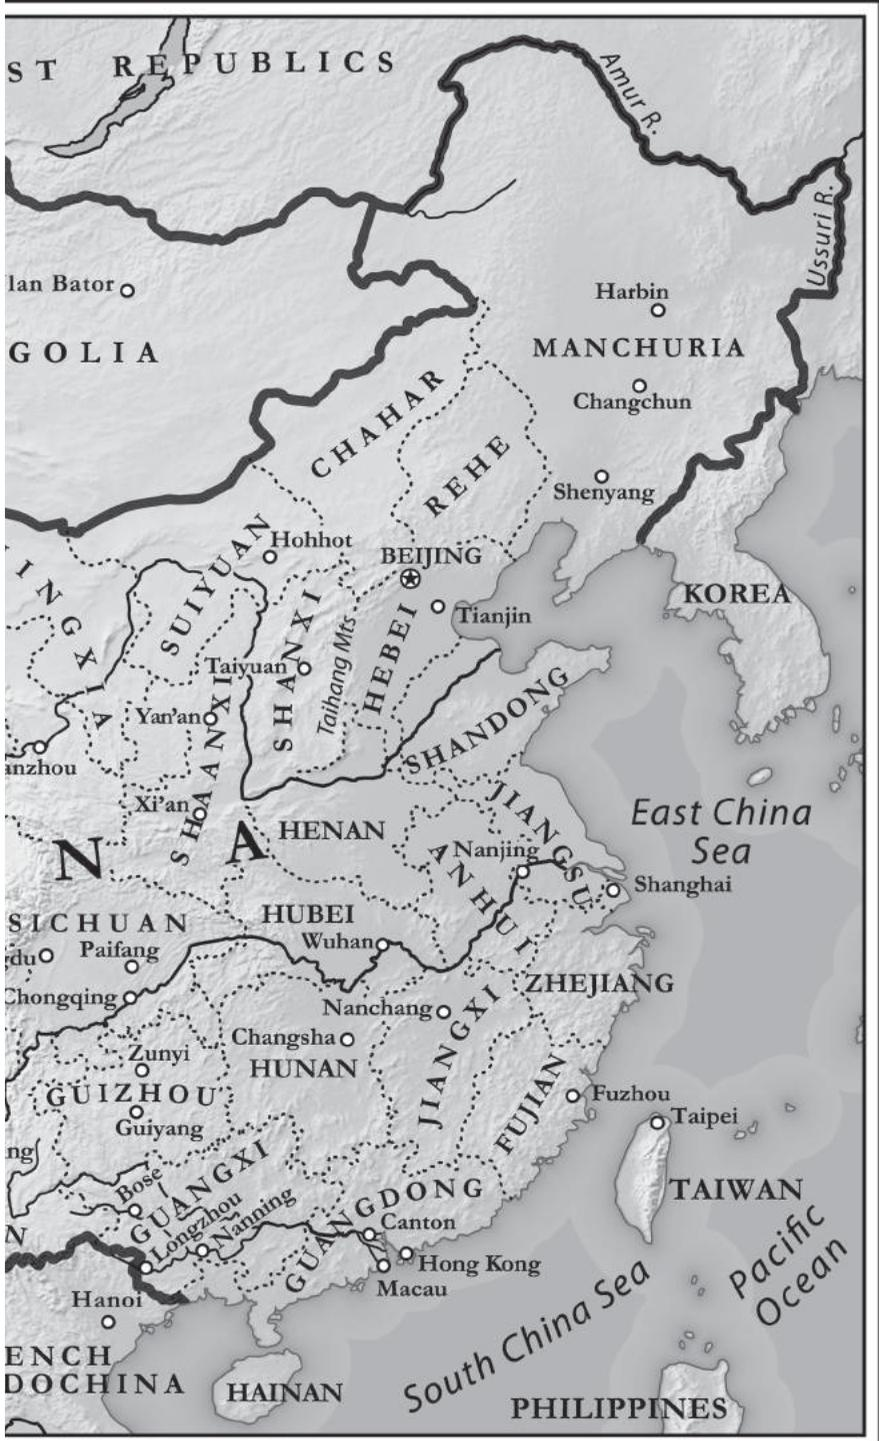 ST REPUBLICS
Amur R.
Ussuri R.
lan Bator
Harbin
GOLIA
MANCHURIA
Changchun
CHAHAR
REHE
Shenyang
SUIYUAN
Hohhot
BEIJING
INGXIA
KOREA
Tianjin
SHANXI
Taihang Mts
HEBEI
Taiyuan
SHANDONG
Yan'an
SHAANXI
anzhou
Xi'an
JIANGSU
East China
Sea
N A
HENAN
ANHUI
Nanjing
Shanghai
SICHUAN
HUBEI
du
Paifang
Wuhan
ZHEJIANG
Chongqing
Nanchang
JIANGXI
Changsha
Zunyi
HUNAN
GUIZHOU
FUJIAN
Fuzhou
Guiyang
Taipei
ng
GUANGXI
Bose
TAIWAN
Longzhou
Nanning
GUANGDONG
Canton
N
Hong Kong
Macau
Pacific
Ocean
Hanoi
South China Sea
ENCH
DOCHINA
HAINAN
PHILIPPINES